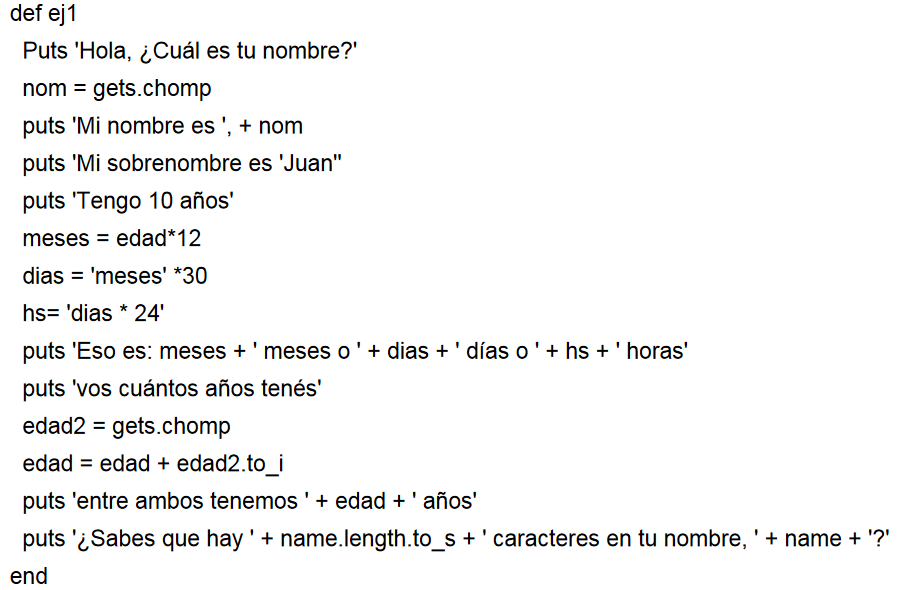 def ej1
Puts 'Hola, ¿Cuál es tu nombre?'
nom = gets.chomp
puts 'Mi nombre es ', + nom
puts 'Mi sobrenombre es 'Juan''
puts 'Tengo 10 años'
meses = edad*12
dias = 'meses' *30
hs= 'dias * 24'
puts 'Eso es: meses + ' meses o ' + dias + ' días o ' + hs + ' horas'
puts 'vos cuántos años tenés'
edad2 = gets.chomp
edad = edad + edad2.to_i
puts 'entre ambos tenemos ' + edad + ' años'
puts '¿Sabes que hay ' + name.length.to_s + ' caracteres en tu nombre, ' + name + '?'
end